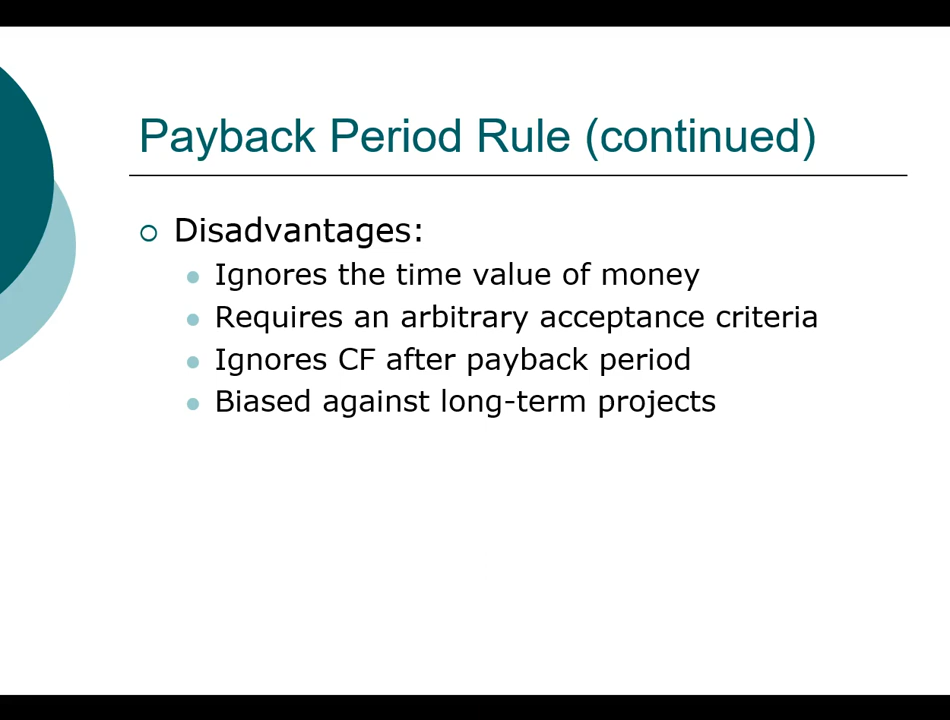 Payback Period Rule (continued)
Disadvantages:
Ignores the time value of money
Requires an arbitrary acceptance criteria
Ignores CF after payback period
Biased against long-term projects